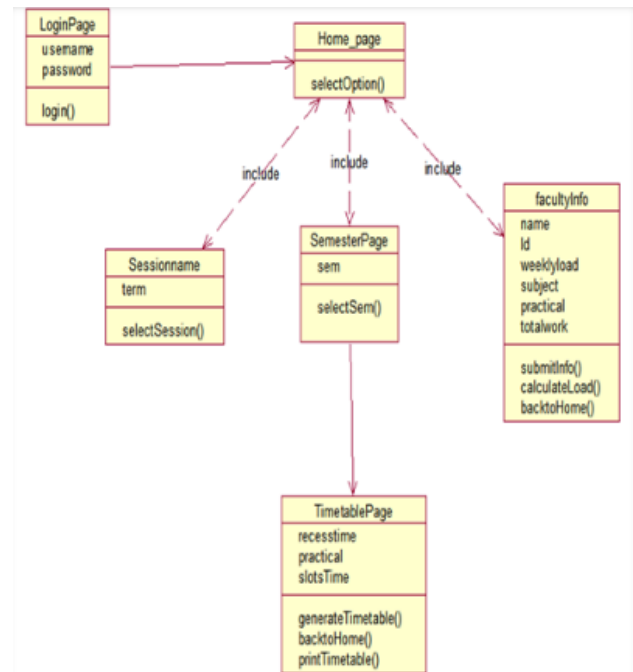 LoginPage
username
password
login()
Home_page
selectOption()
include
include
include
Sessionname
term
selectSession()
SemesterPage
sem
selectSem()
facultyInfo
name
Id
weeklyload
subject
practical
totalwork
submitInfo()
calculateLoad()
backtoHome()
TimetablePage
recesstime
practical
slotsTime
generateTimetable()
backtoHome()
printTimetable()